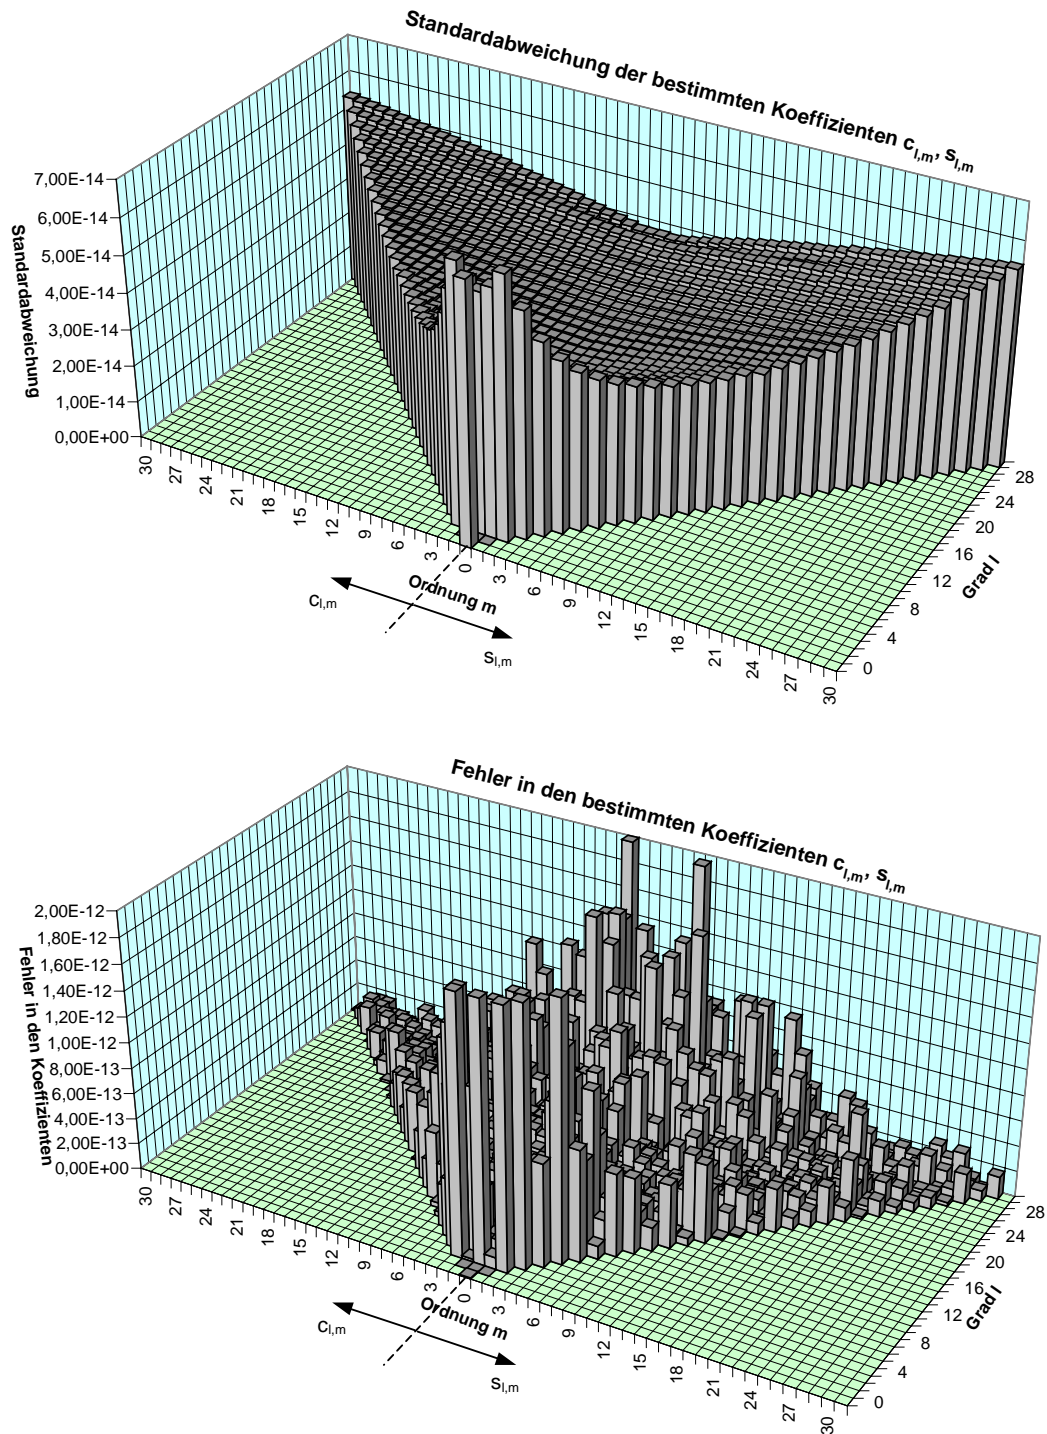 Standardabweichung der bestimmten Koeffizienten c_l,m, s_l,m
7,00E-14
6,00E-14
5,00E-14
4,00E-14
3,00E-14
2,00E-14
1,00E-14
0,00E+00
Standardabweichung
30 27 24 21 18 15 12 9 6 3 0 3 6 9 12 15 18 21 24 27 30
Ordnung m
c_l,m
s_l,m
28
24
20
16
12
8
4
0
Grad l
Fehler in den bestimmten Koeffizienten c_l,m, s_l,m
2,00E-12
1,80E-12
1,60E-12
1,40E-12
1,20E-12
1,00E-12
8,00E-13
6,00E-13
4,00E-13
2,00E-13
0,00E+00
Fehler in den Koeffizienten
30 27 24 21 18 15 12 9 6 3 0 3 6 9 12 15 18 21 24 27 30
Ordnung m
c_l,m
s_l,m
28
24
20
16
12
8
4
0
Grad l